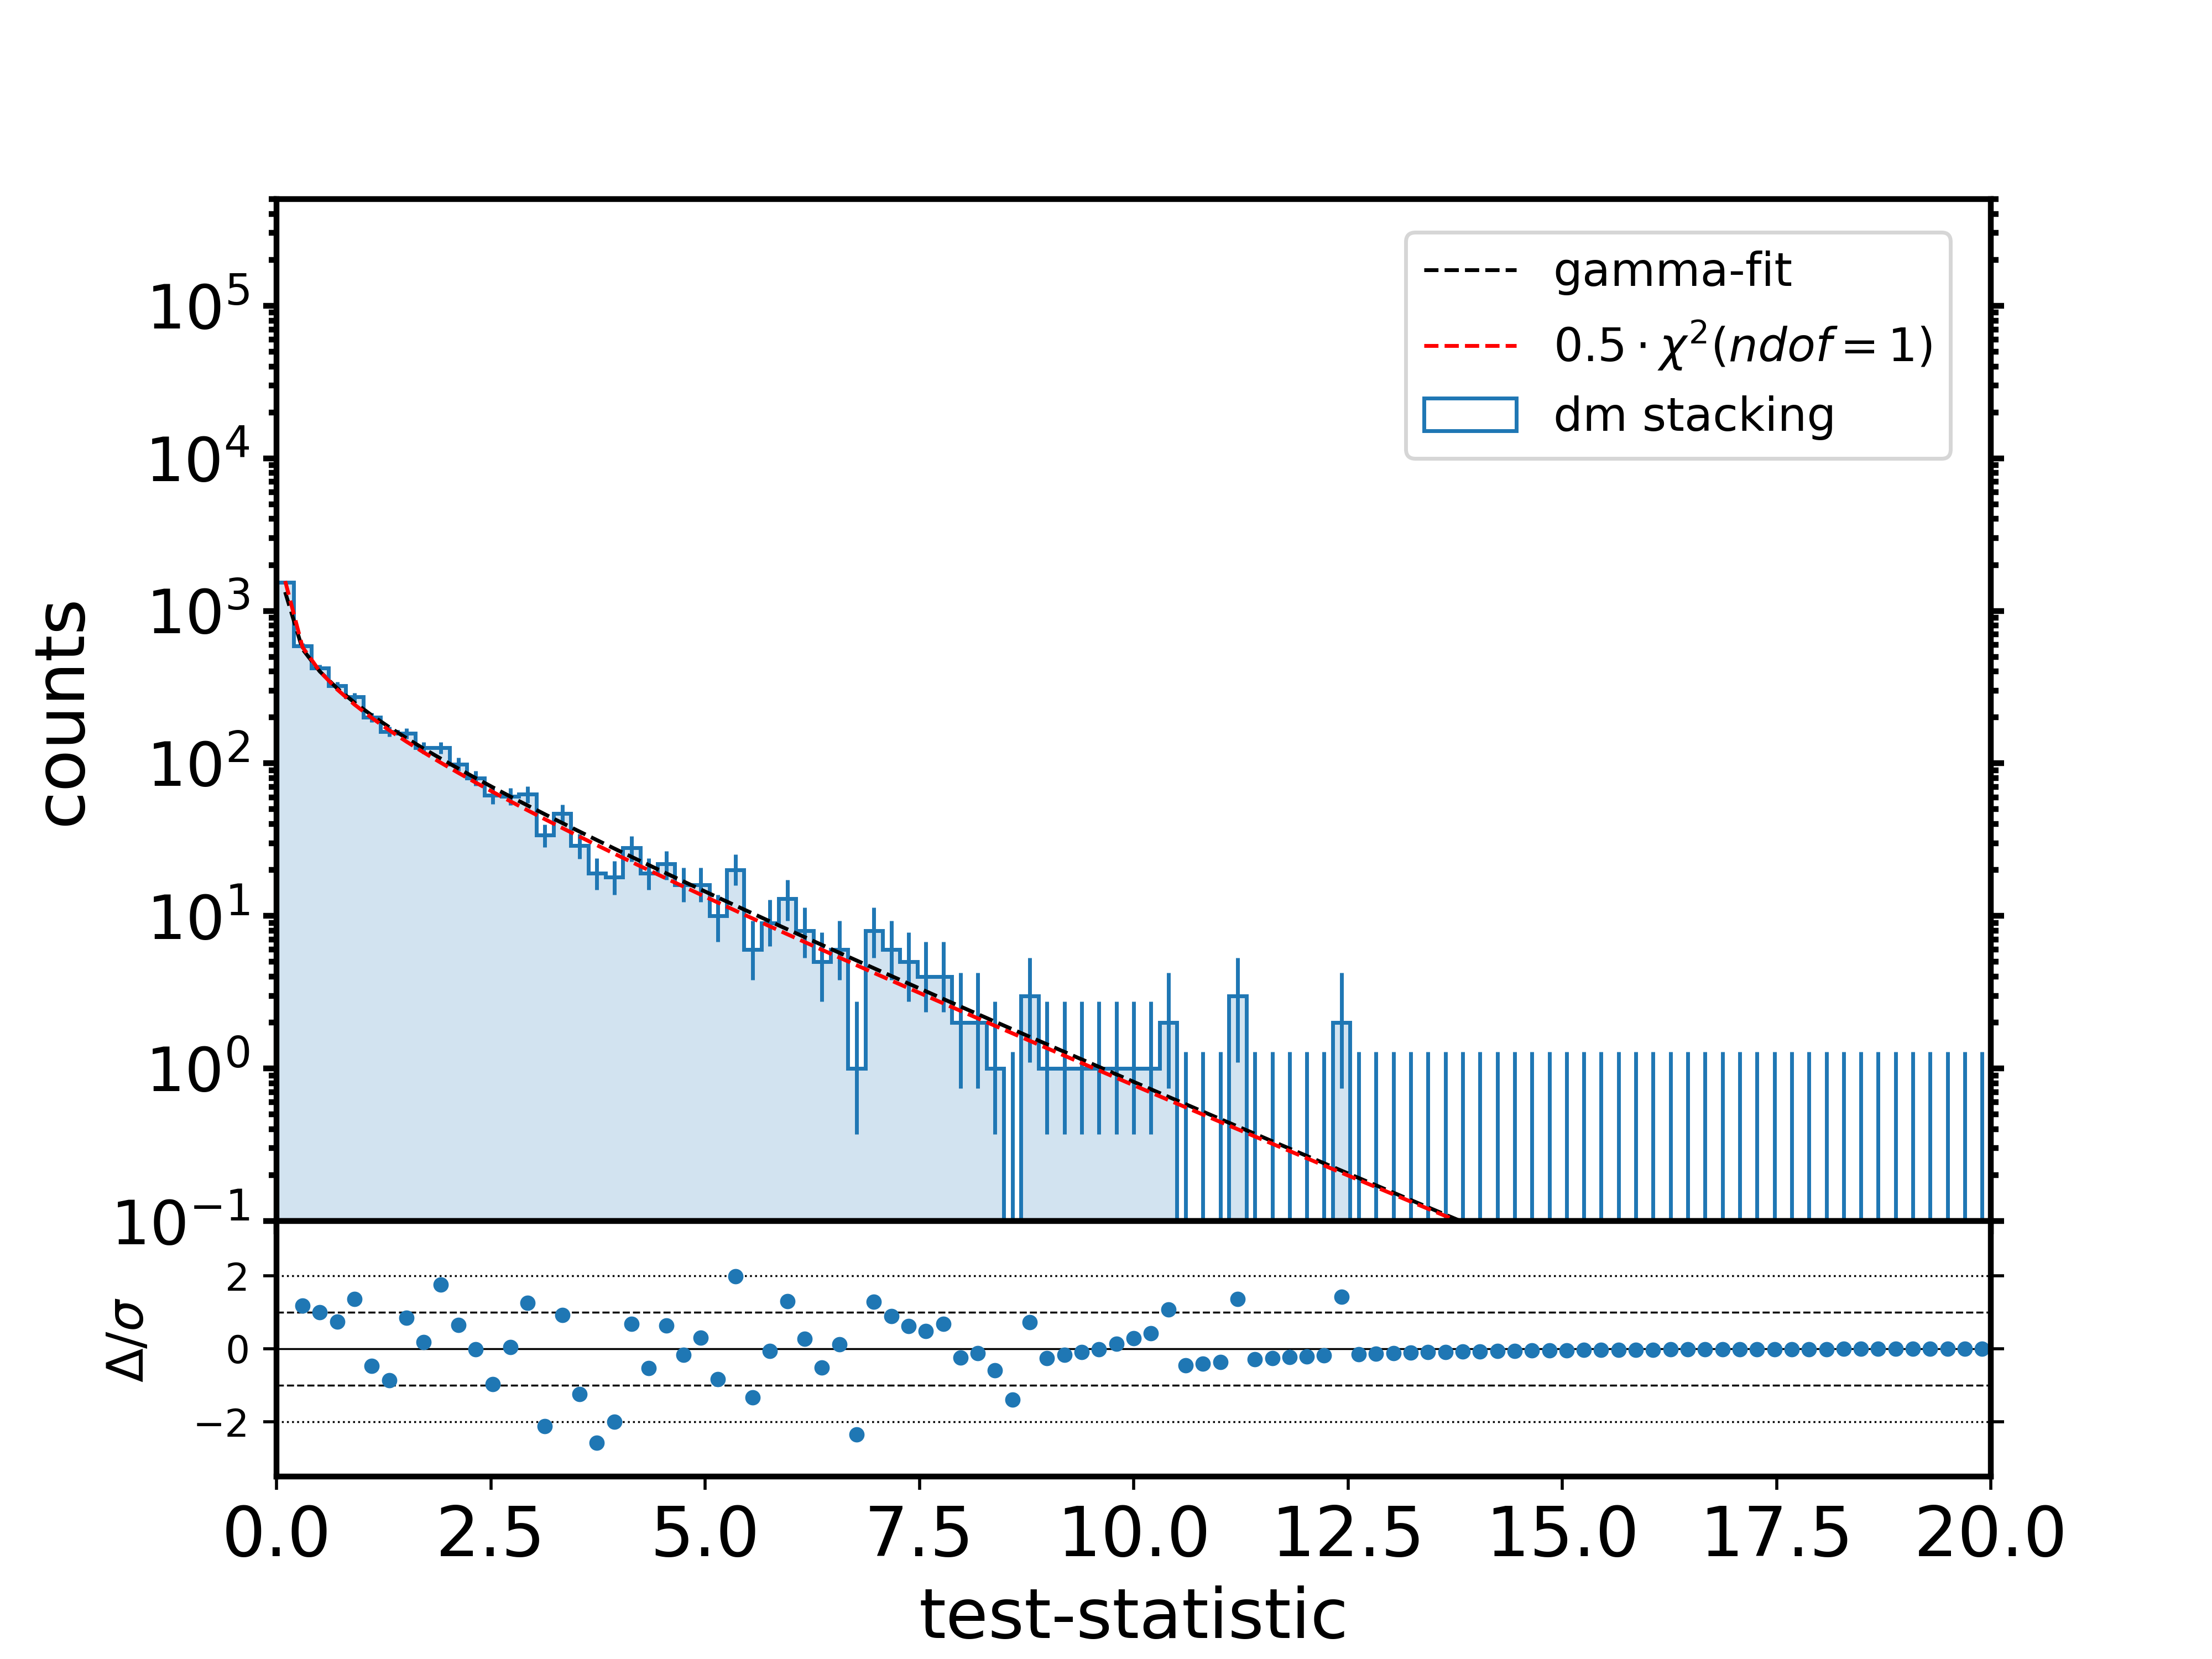 gamma-fit
0.5 · χ²(ndof = 1)
dm stacking
10⁵
10⁴
10³
10²
10¹
10⁰
10⁻¹
counts
2
0
−2
Δ/σ
0.0 2.5 5.0 7.5 10.0 12.5 15.0 17.5 20.0
test-statistic